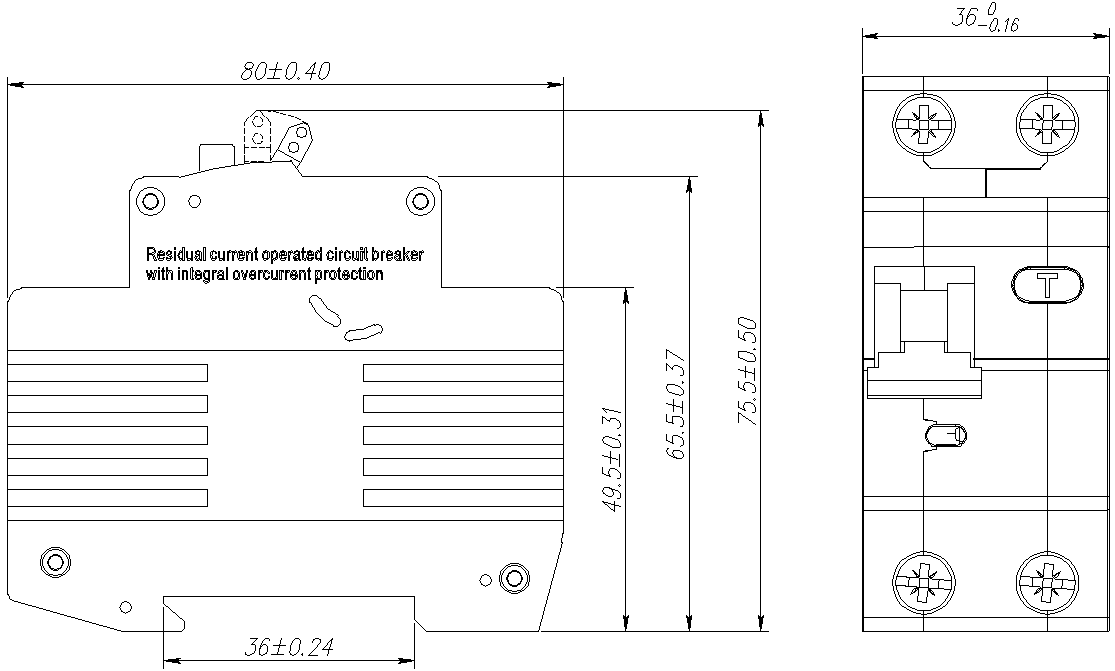 36 0 -0.16
80±0.40
Residual current operated circuit breaker
with integral overcurrent protection
T
49.5±0.31
65.5±0.37
75.5±0.50
36±0.24